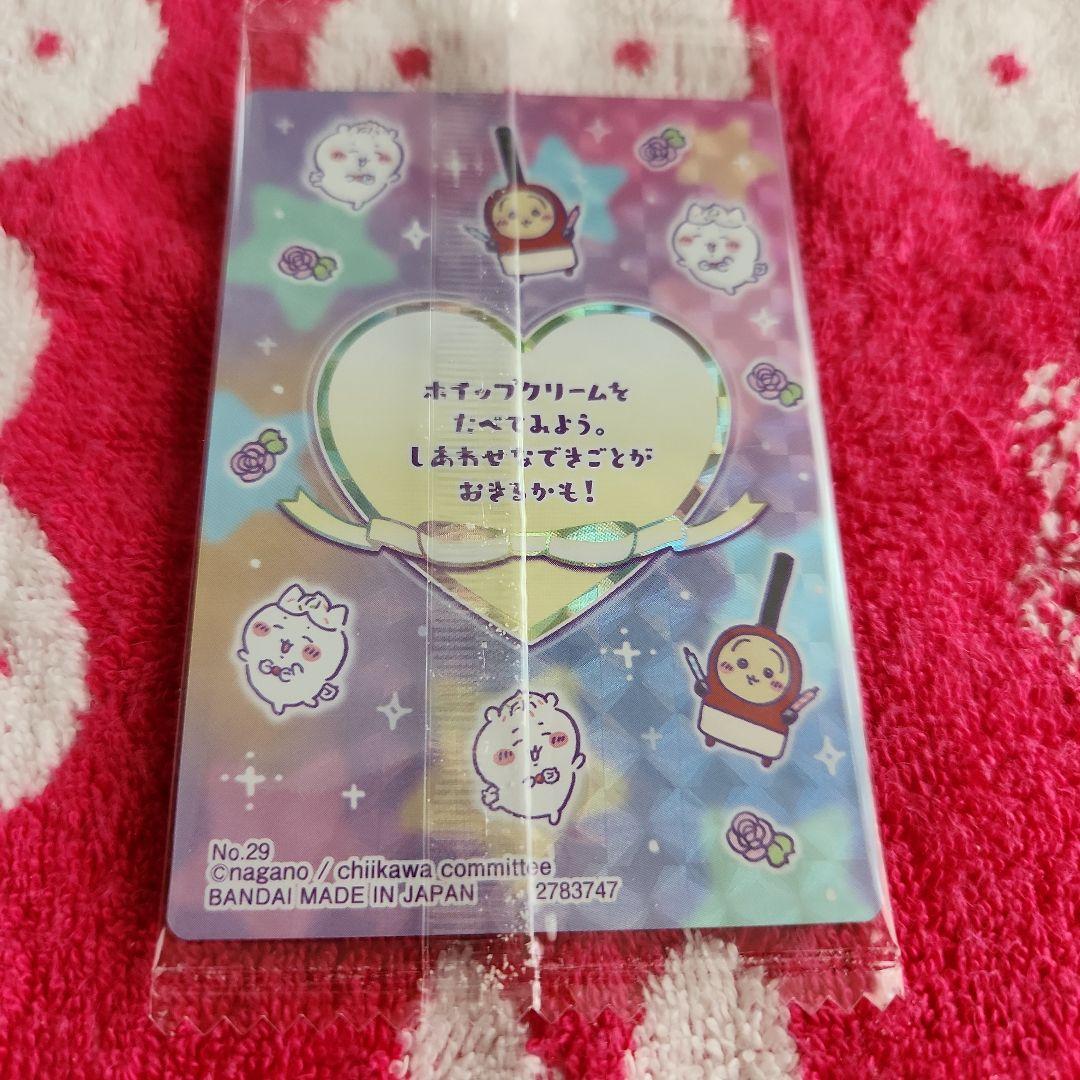 ホイップクリームを
たべてみよう。
しあわせなできごとが
おきるかも！
No.29
©nagano / chiikawa committee
BANDAI MADE IN JAPAN 2783747